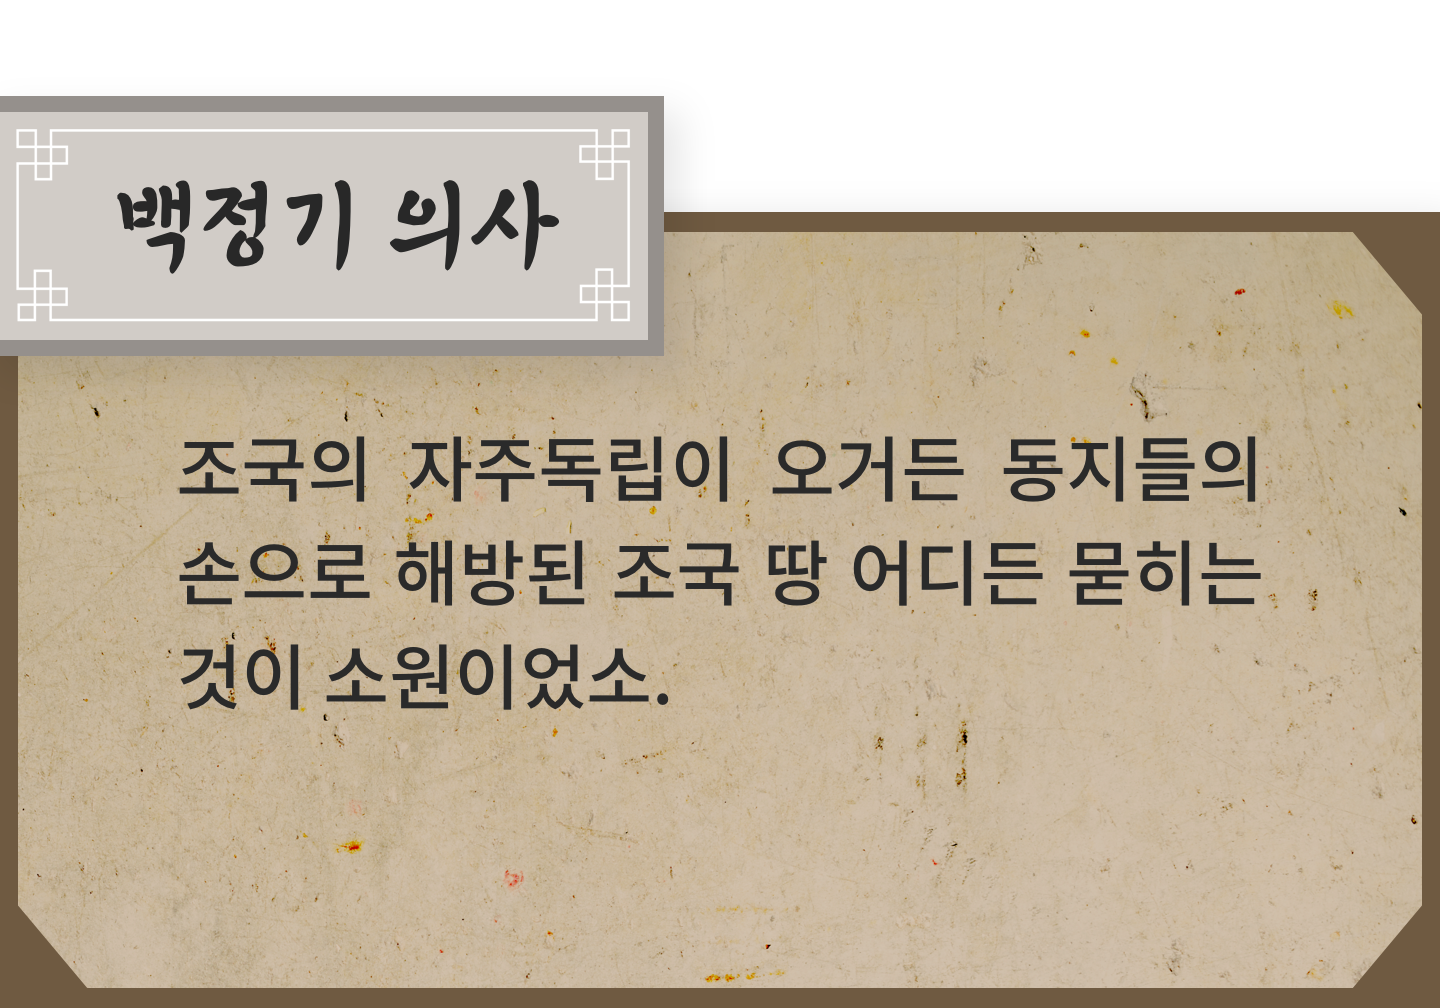 백정기 의사
조국의 자주독립이 오거든 동지들의
손으로 해방된 조국 땅 어디든 묻히는
것이 소원이었소.